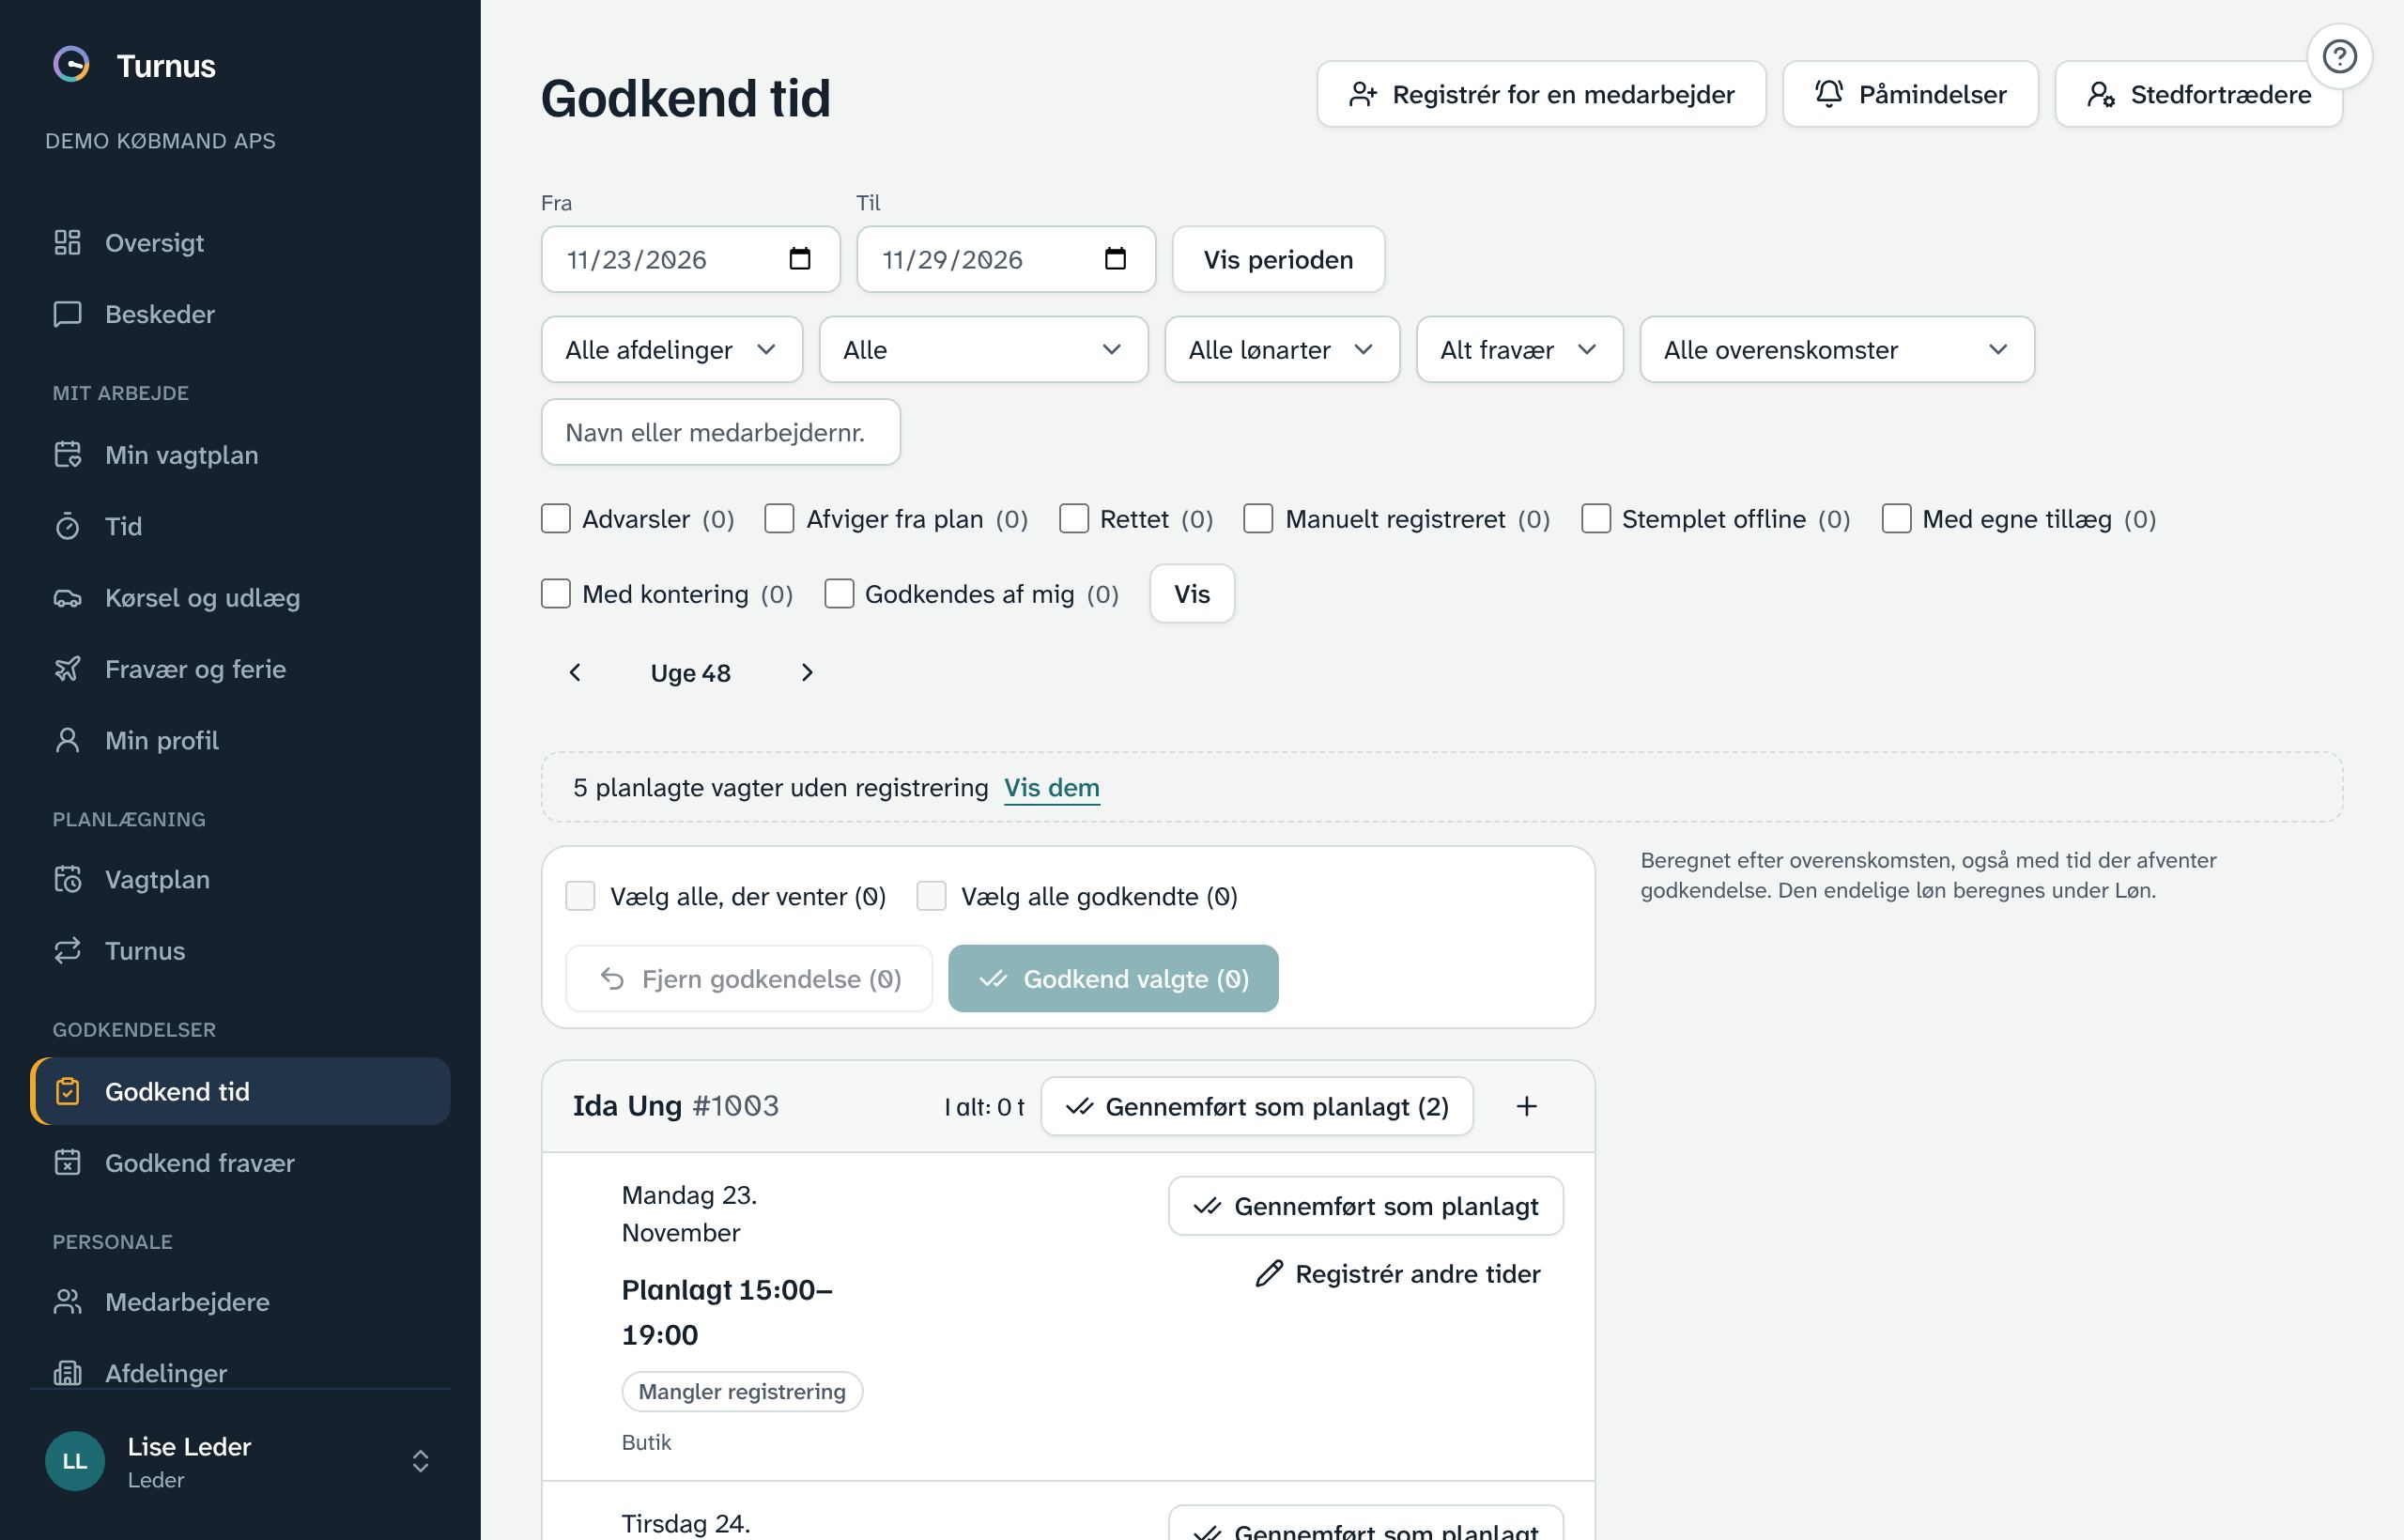 Turnus
DEMO KØBMAND APS
Oversigt
Beskeder
MIT ARBEJDE
Min vagtplan
Tid
Kørsel og udlæg
Fravær og ferie
Min profil
PLANLÆGNING
Vagtplan
Turnus
GODKENDELSER
Godkend tid
Godkend fravær
PERSONALE
Medarbejdere
Afdelinger
LL
Lise Leder
Leder
Godkend tid
Registrér for en medarbejder
Påmindelser
Stedfortrædere
Fra
Til
11/23/2026
11/29/2026
Vis perioden
Alle afdelinger
Alle
Alle lønarter
Alt fravær
Alle overenskomster
Navn eller medarbejdernr.
Advarsler (0)
Afviger fra plan (0)
Rettet (0)
Manuelt registreret (0)
Stemplet offline (0)
Med egne tillæg (0)
Med kontering (0)
Godkendes af mig (0)
Vis
Uge 48
5 planlagte vagter uden registrering Vis dem
Vælg alle, der venter (0)
Vælg alle godkendte (0)
Fjern godkendelse (0)
Godkend valgte (0)
Beregnet efter overenskomsten, også med tid der afventer
godkendelse. Den endelige løn beregnes under Løn.
Ida Ung #1003
I alt: 0 t
Gennemført som planlagt (2)
Mandag 23.
November
Planlagt 15:00–
19:00
Mangler registrering
Butik
Gennemført som planlagt
Registrér andre tider
Tirsdag 24.
Gennemført som planlagt